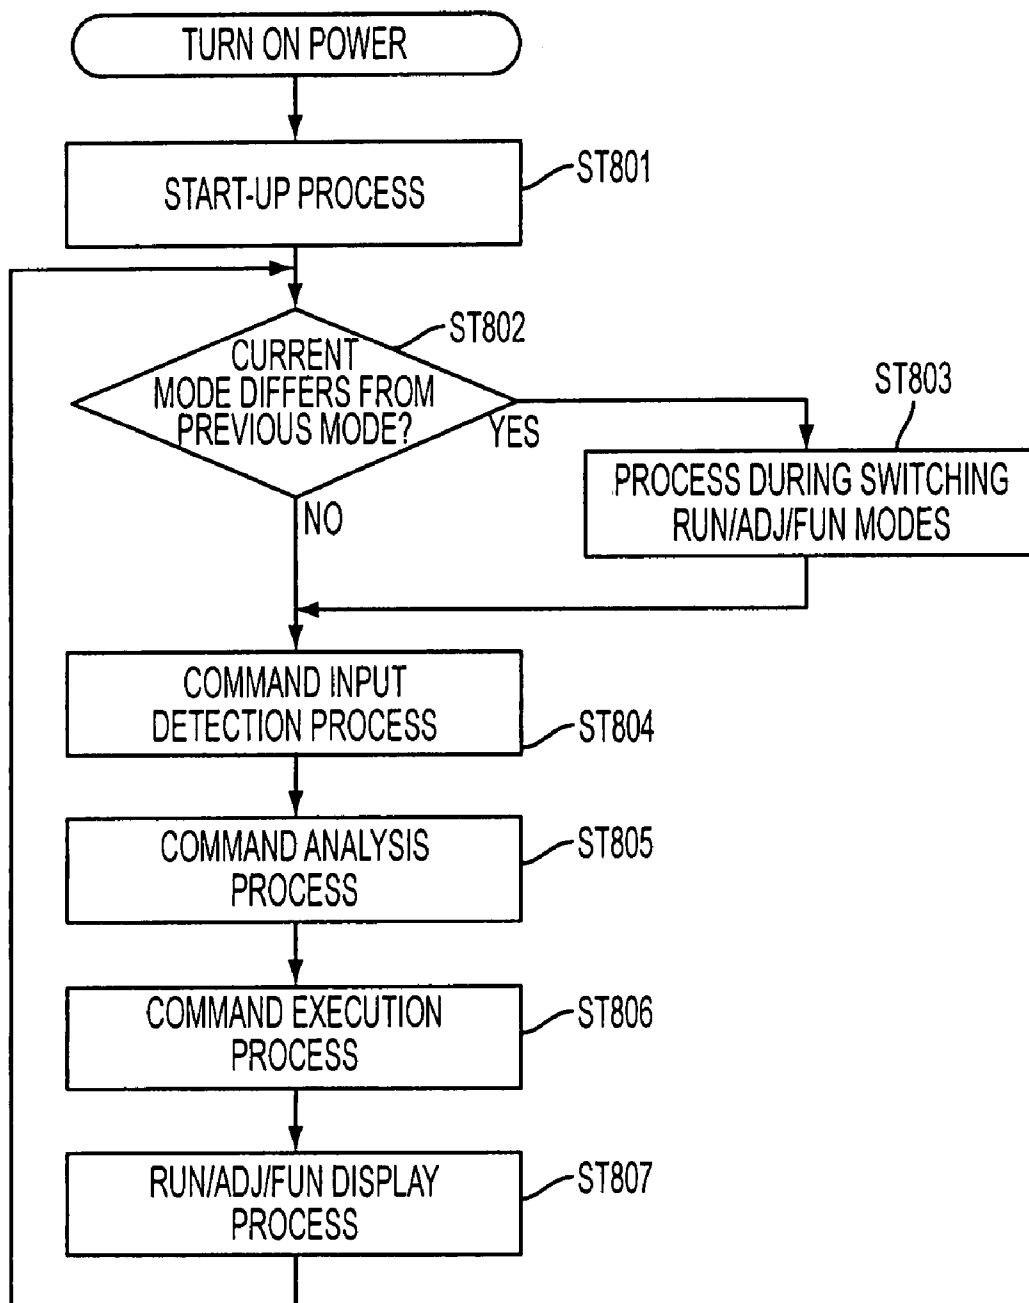 TURN ON POWER
START-UP PROCESS
ST801
CURRENT
MODE DIFFERS FROM
PREVIOUS MODE?
ST802
YES
NO
ST803
PROCESS DURING SWITCHING
RUN/ADJ/FUN MODES
COMMAND INPUT
DETECTION PROCESS
ST804
COMMAND ANALYSIS
PROCESS
ST805
COMMAND EXECUTION
PROCESS
ST806
RUN/ADJ/FUN DISPLAY
PROCESS
ST807